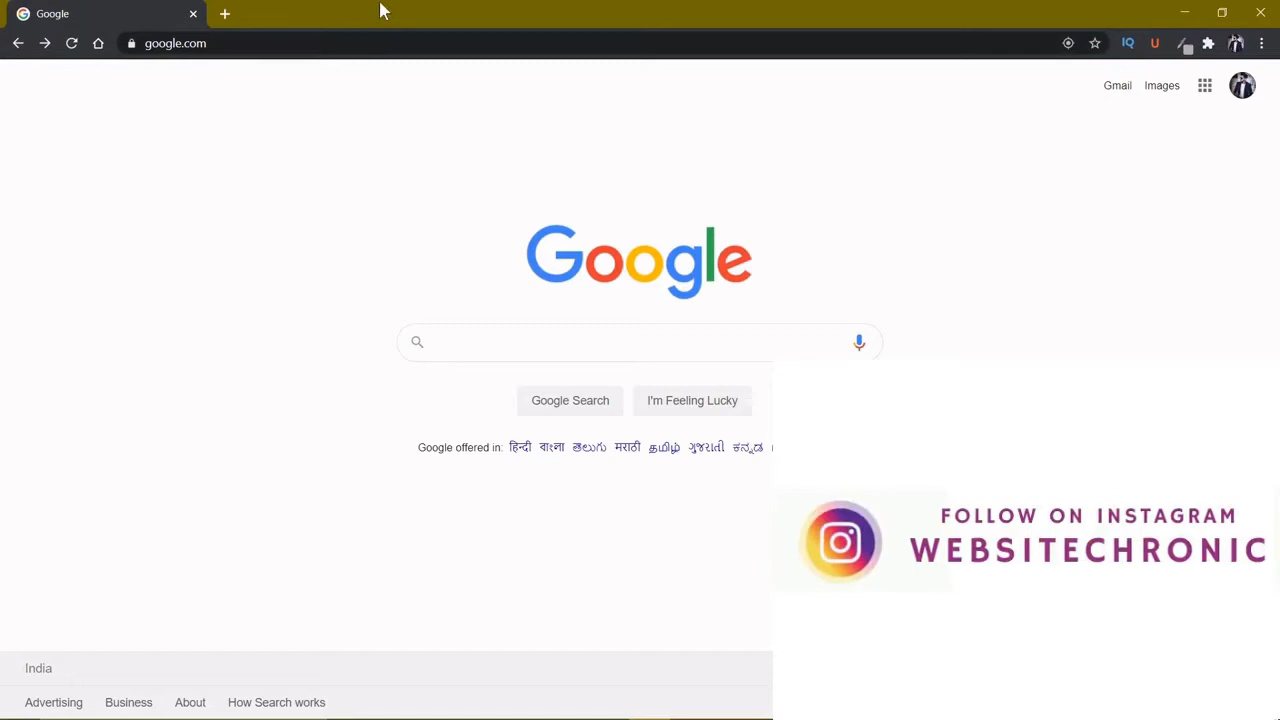 Google
google.com
IQ
U
Gmail Images
Google
Google Search I'm Feeling Lucky
Google offered in: हिन्दी বাংলা తెలుగు मराठी தமிழ் ગુજરાતી ಕನ್ನಡ
FOLLOW ON INSTAGRAM
WEBSITECHRONIC
India
Advertising Business About How Search works